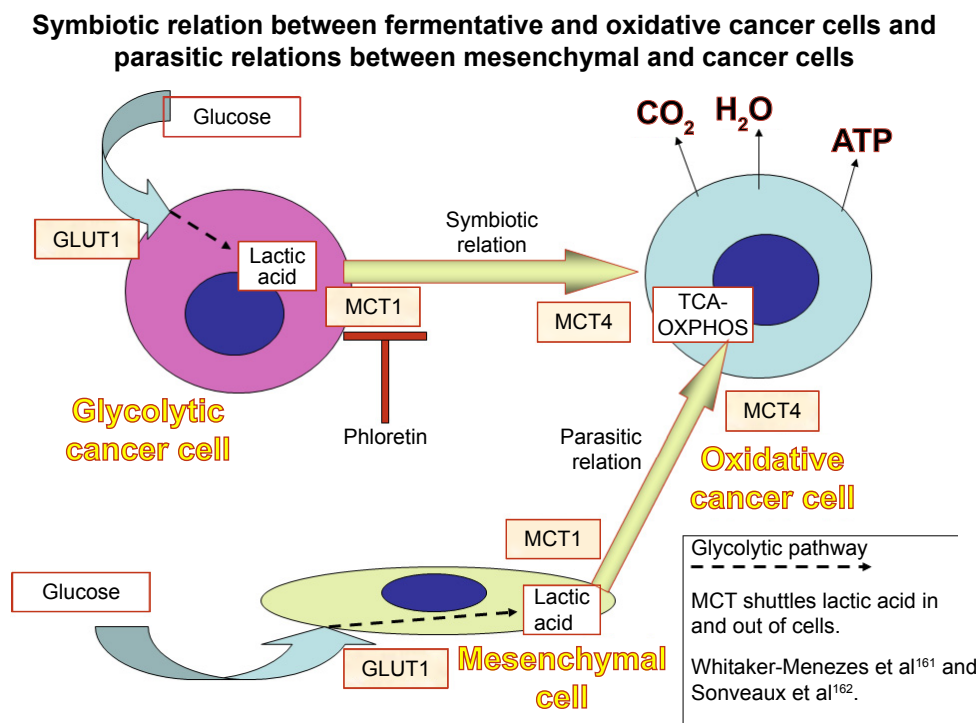 Symbiotic relation between fermentative and oxidative cancer cells and
parasitic relations between mesenchymal and cancer cells
Glucose
CO₂
H₂O
ATP
GLUT1
Lactic
acid
Symbiotic
relation
MCT1
MCT4
TCA-
OXPHOS
Glycolytic
cancer cell
Phloretin
MCT4
Parasitic
relation
Oxidative
cancer cell
MCT1
Glucose
Lactic
acid
GLUT1
Mesenchymal
cell
Glycolytic pathway
MCT shuttles lactic acid in
and out of cells.
Whitaker-Menezes et al¹⁶¹ and
Sonveaux et al¹⁶².